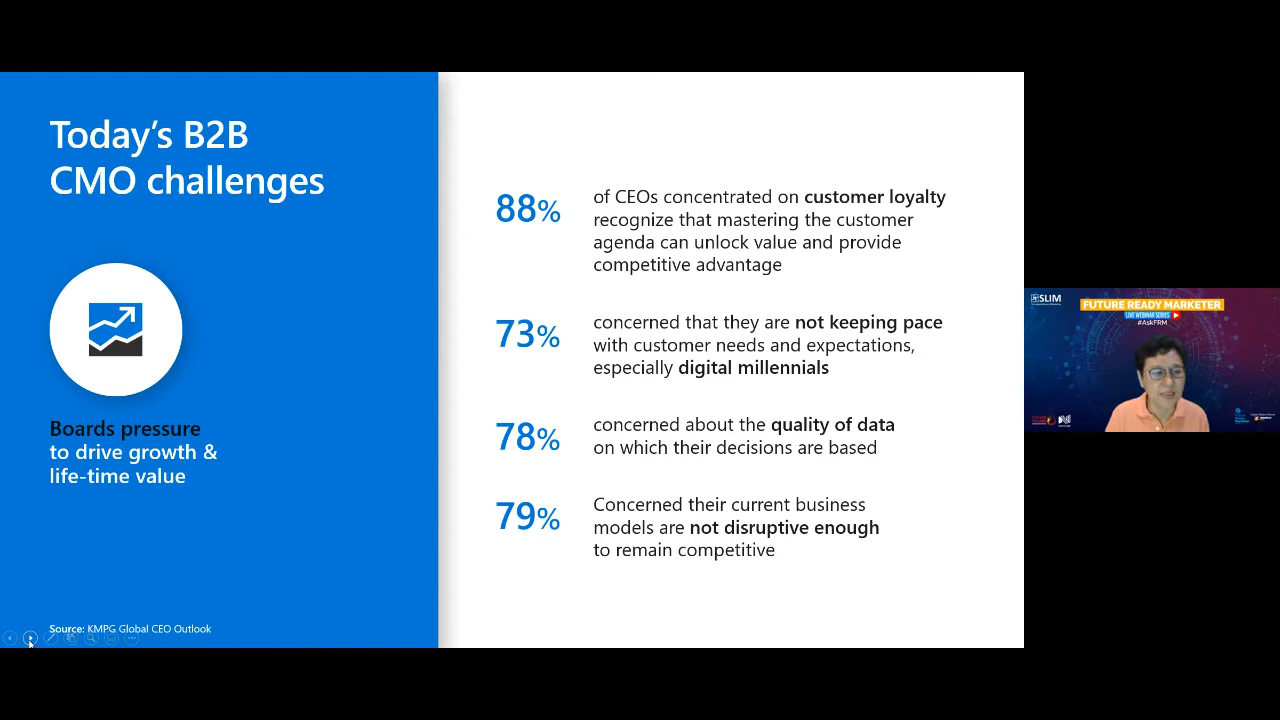 Today's B2B
CMO challenges
Boards pressure
to drive growth &
life-time value
Source: KMPG Global CEO Outlook
88%
of CEOs concentrated on customer loyalty
recognize that mastering the customer
agenda can unlock value and provide
competitive advantage
73%
concerned that they are not keeping pace
with customer needs and expectations,
especially digital millennials
78%
concerned about the quality of data
on which their decisions are based
79%
Concerned their current business
models are not disruptive enough
to remain competitive
SLIM
FUTURE READY MARKETER
LIVE WEBINAR SERIES
#AskFRM